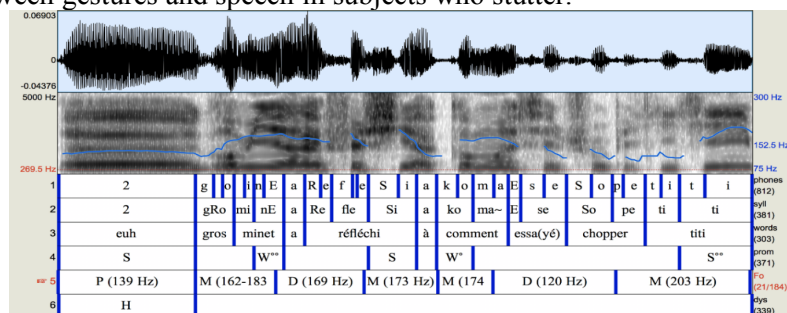 ween gestures and speech in subjects who stutter.
0.06903
0
-0.04376
5000 Hz 300 Hz
152.5 Hz
269.5 Hz 75 Hz
1 2 g o i n E a R e f e S i a k o m a E s e S o p e t i t i phones (812)
2 2 gRo mi nE a Re fle Si a ko ma~ E se So pe ti ti syll (381)
3 euh gros minet a réfléchi à comment essa(yé) chopper titi words (303)
4 S W°° S W° S°° prom (371)
5 P (139 Hz) M (162-183 D (169 Hz) M (173 Hz) M (174 D (120 Hz) M (203 Hz) Fo (21/184)
6 H dys (339)